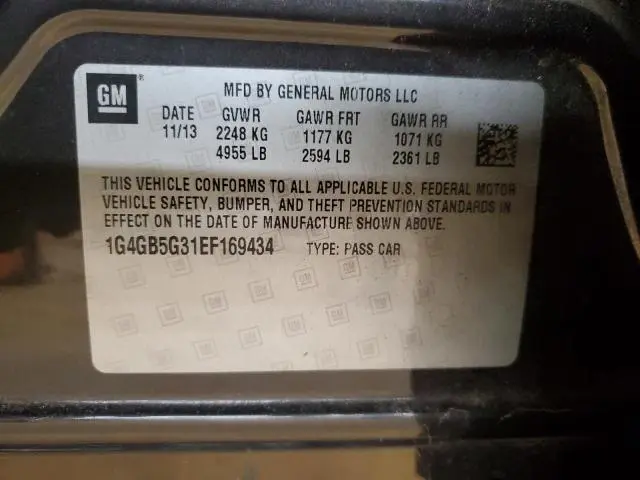 GM ®
MFD BY GENERAL MOTORS LLC
DATE GVWR GAWR FRT GAWR RR
11/13 2248 KG 1177 KG 1071 KG
4955 LB 2594 LB 2361 LB
THIS VEHICLE CONFORMS TO ALL APPLICABLE U.S. FEDERAL MOTOR
VEHICLE SAFETY, BUMPER, AND THEFT PREVENTION STANDARDS IN
EFFECT ON THE DATE OF MANUFACTURE SHOWN ABOVE.
1G4GB5G31EF169434 TYPE: PASS CAR